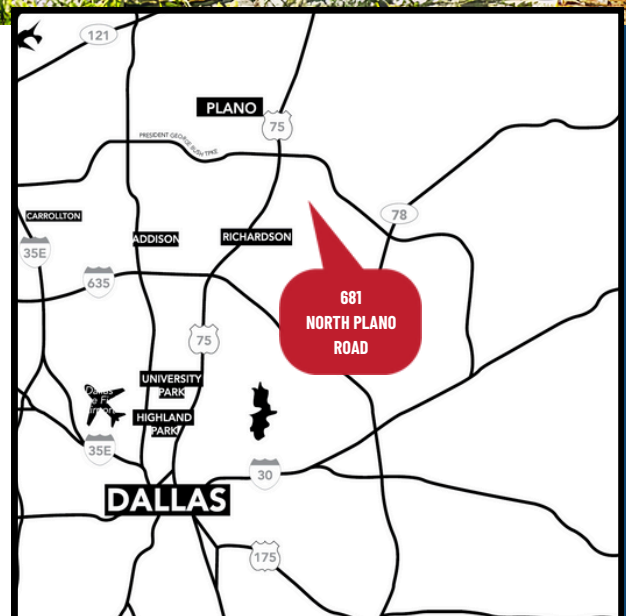 121
PLANO
75
PRESIDENT GEORGE BUSH TPKE
CARROLLTON
78
ADDISON
RICHARDSON
35E
635
681
NORTH PLANO
ROAD
75
UNIVERSITY
PARK
Dallas
HIGHLAND
PARK
35E
30
DALLAS
175